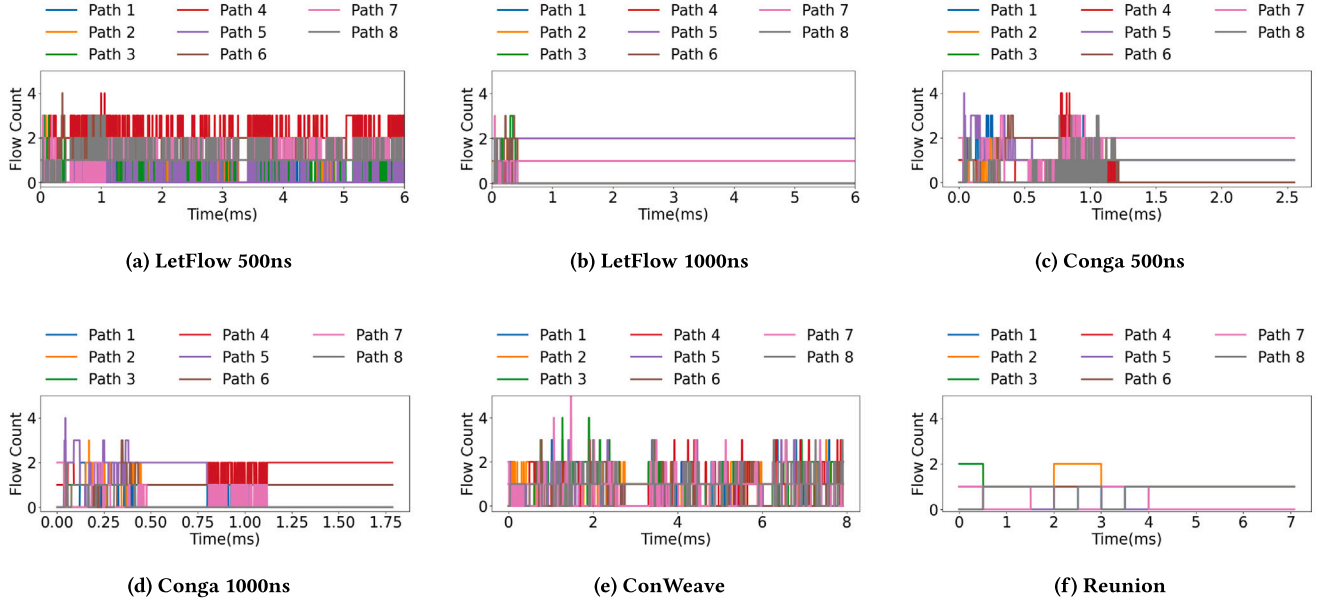 Path 1 Path 4 Path 7
Path 2 Path 5 Path 8
Path 3 Path 6
Flow Count
4
2
0
0 1 2 3 4 5 6
Time(ms)
(a) LetFlow 500ns
Path 1 Path 4 Path 7
Path 2 Path 5 Path 8
Path 3 Path 6
Flow Count
4
2
0
0 1 2 3 4 5 6
Time(ms)
(b) LetFlow 1000ns
Path 1 Path 4 Path 7
Path 2 Path 5 Path 8
Path 3 Path 6
Flow Count
4
2
0
0.0 0.5 1.0 1.5 2.0 2.5
Time(ms)
(c) Conga 500ns
Path 1 Path 4 Path 7
Path 2 Path 5 Path 8
Path 3 Path 6
Flow Count
4
2
0
0.00 0.25 0.50 0.75 1.00 1.25 1.50 1.75
Time(ms)
(d) Conga 1000ns
Path 1 Path 4 Path 7
Path 2 Path 5 Path 8
Path 3 Path 6
Flow Count
4
2
0
0 2 4 6 8
Time(ms)
(e) ConWeave
Path 1 Path 4 Path 7
Path 2 Path 5 Path 8
Path 3 Path 6
Flow Count
4
2
0
0 1 2 3 4 5 6 7
Time(ms)
(f) Reunion